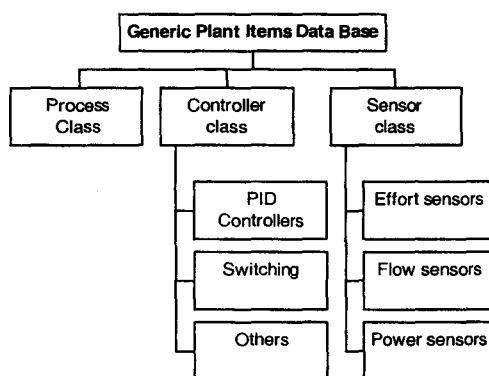 Generic Plant Items Data Base
Process
Class
Controller
class
Sensor
class
PID
Controllers
Switching
Others
Effort sensors
Flow sensors
Power sensors